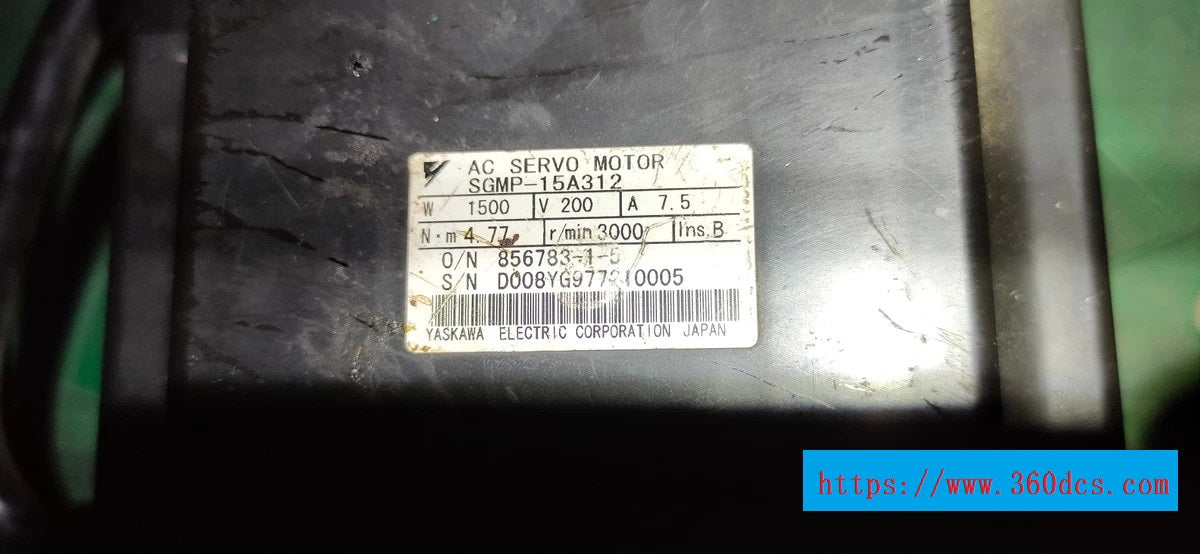 AC SERVO MOTOR
SGMP-15A312
W 1500 V 200 A 7.5
N·m 4.77 r/min 3000 Ins. B
O/N 856783-1-5
S/N
YASKAWA ELECTRIC CORPORATION JAPAN
https://www.360dcs.com